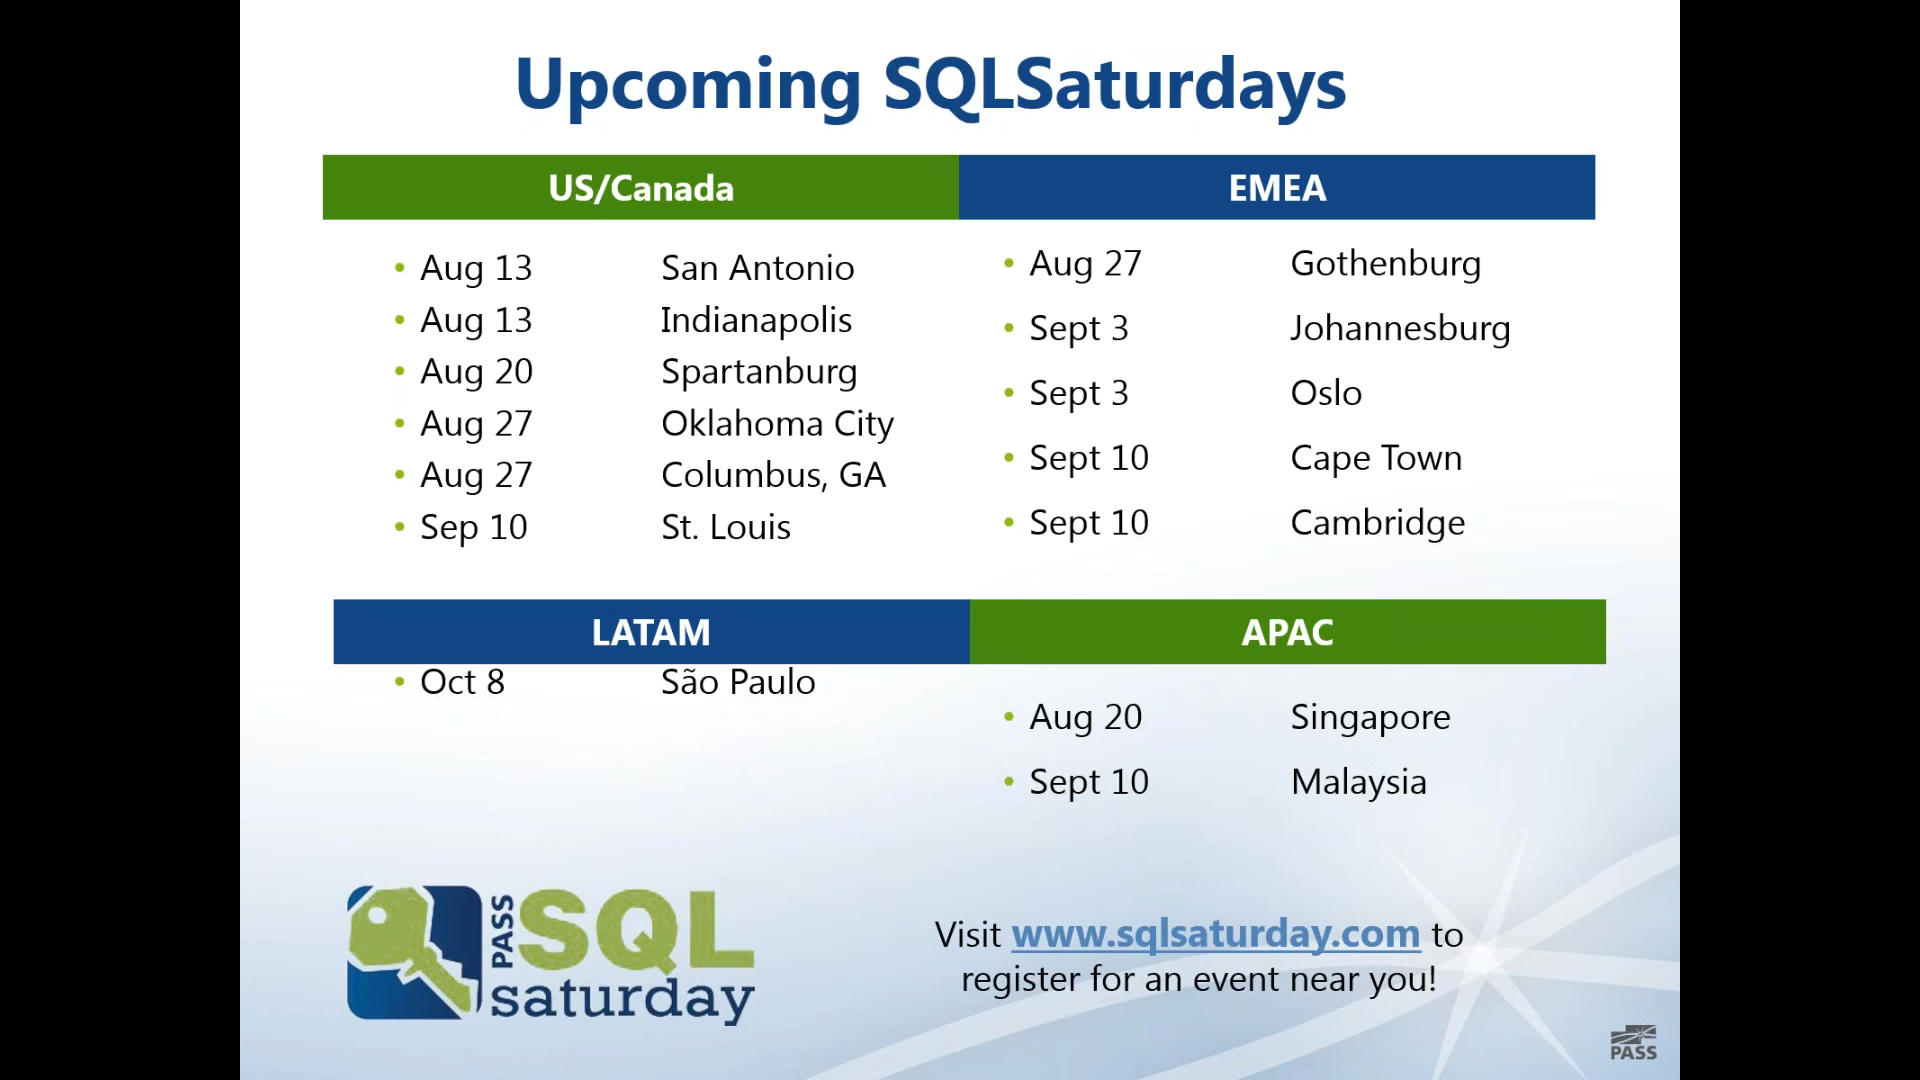 Upcoming SQLSaturdays
US/Canada
• Aug 13 San Antonio
• Aug 13 Indianapolis
• Aug 20 Spartanburg
• Aug 27 Oklahoma City
• Aug 27 Columbus, GA
• Sep 10 St. Louis
EMEA
• Aug 27 Gothenburg
• Sept 3 Johannesburg
• Sept 3 Oslo
• Sept 10 Cape Town
• Sept 10 Cambridge
LATAM
• Oct 8 São Paulo
APAC
• Aug 20 Singapore
• Sept 10 Malaysia
PASS SQL
saturday
Visit www.sqlsaturday.com to
register for an event near you!
PASS